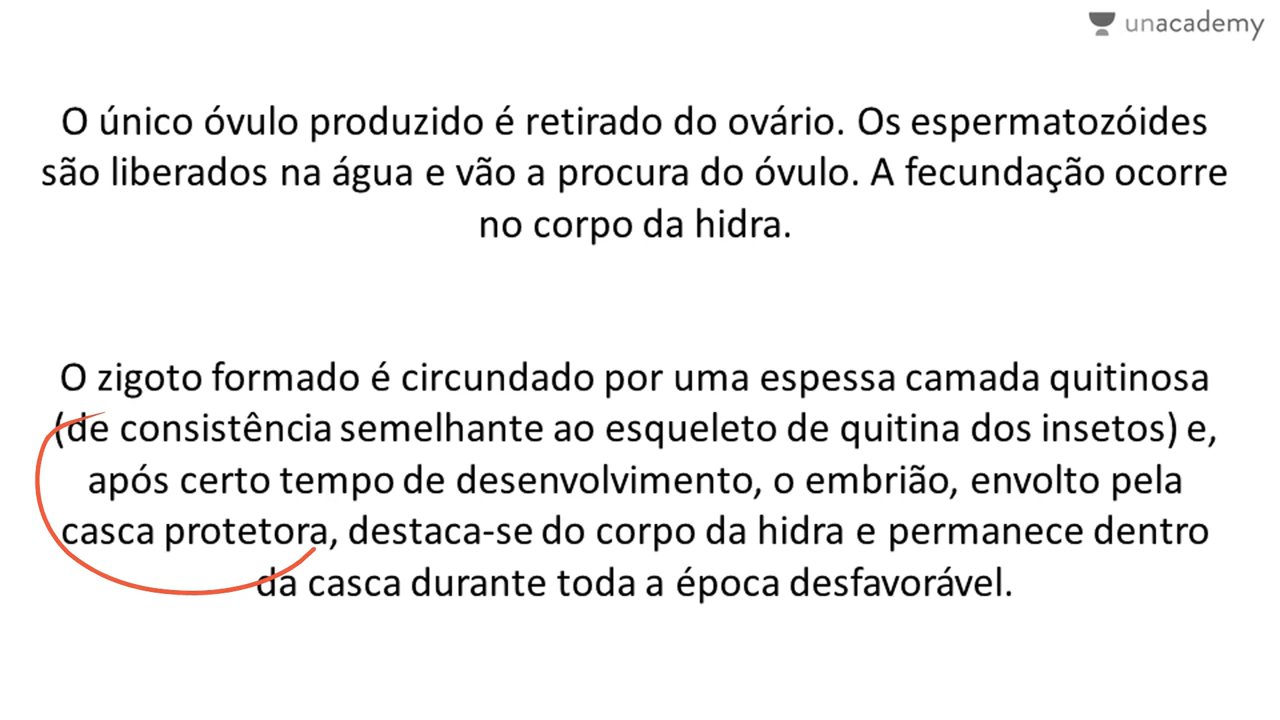 unacademy
O único óvulo produzido é retirado do ovário. Os espermatozóides
são liberados na água e vão a procura do óvulo. A fecundação ocorre
no corpo da hidra.
O zigoto formado é circundado por uma espessa camada quitinosa
(de consistência semelhante ao esqueleto de quitina dos insetos) e,
após certo tempo de desenvolvimento, o embrião, envolto pela
casca protetora, destaca-se do corpo da hidra e permanece dentro
da casca durante toda a época desfavorável.